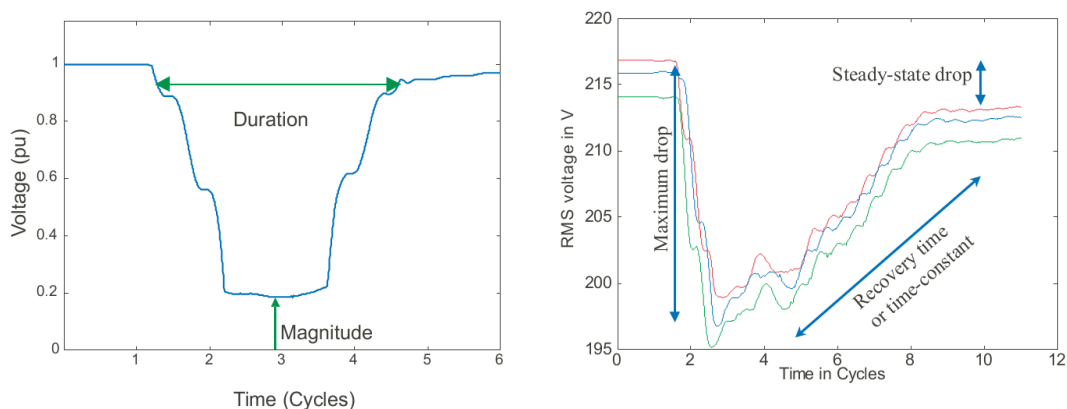 1
0.8
0.6
0.4
0.2
0
1
2
3
4
5
6
Voltage (pu)
Time (Cycles)
Duration
Magnitude
220
215
210
205
200
195
0
2
4
6
8
10
12
RMS voltage in V
Time in Cycles
Maximum drop
Steady-state drop
Recovery time
or time-constant